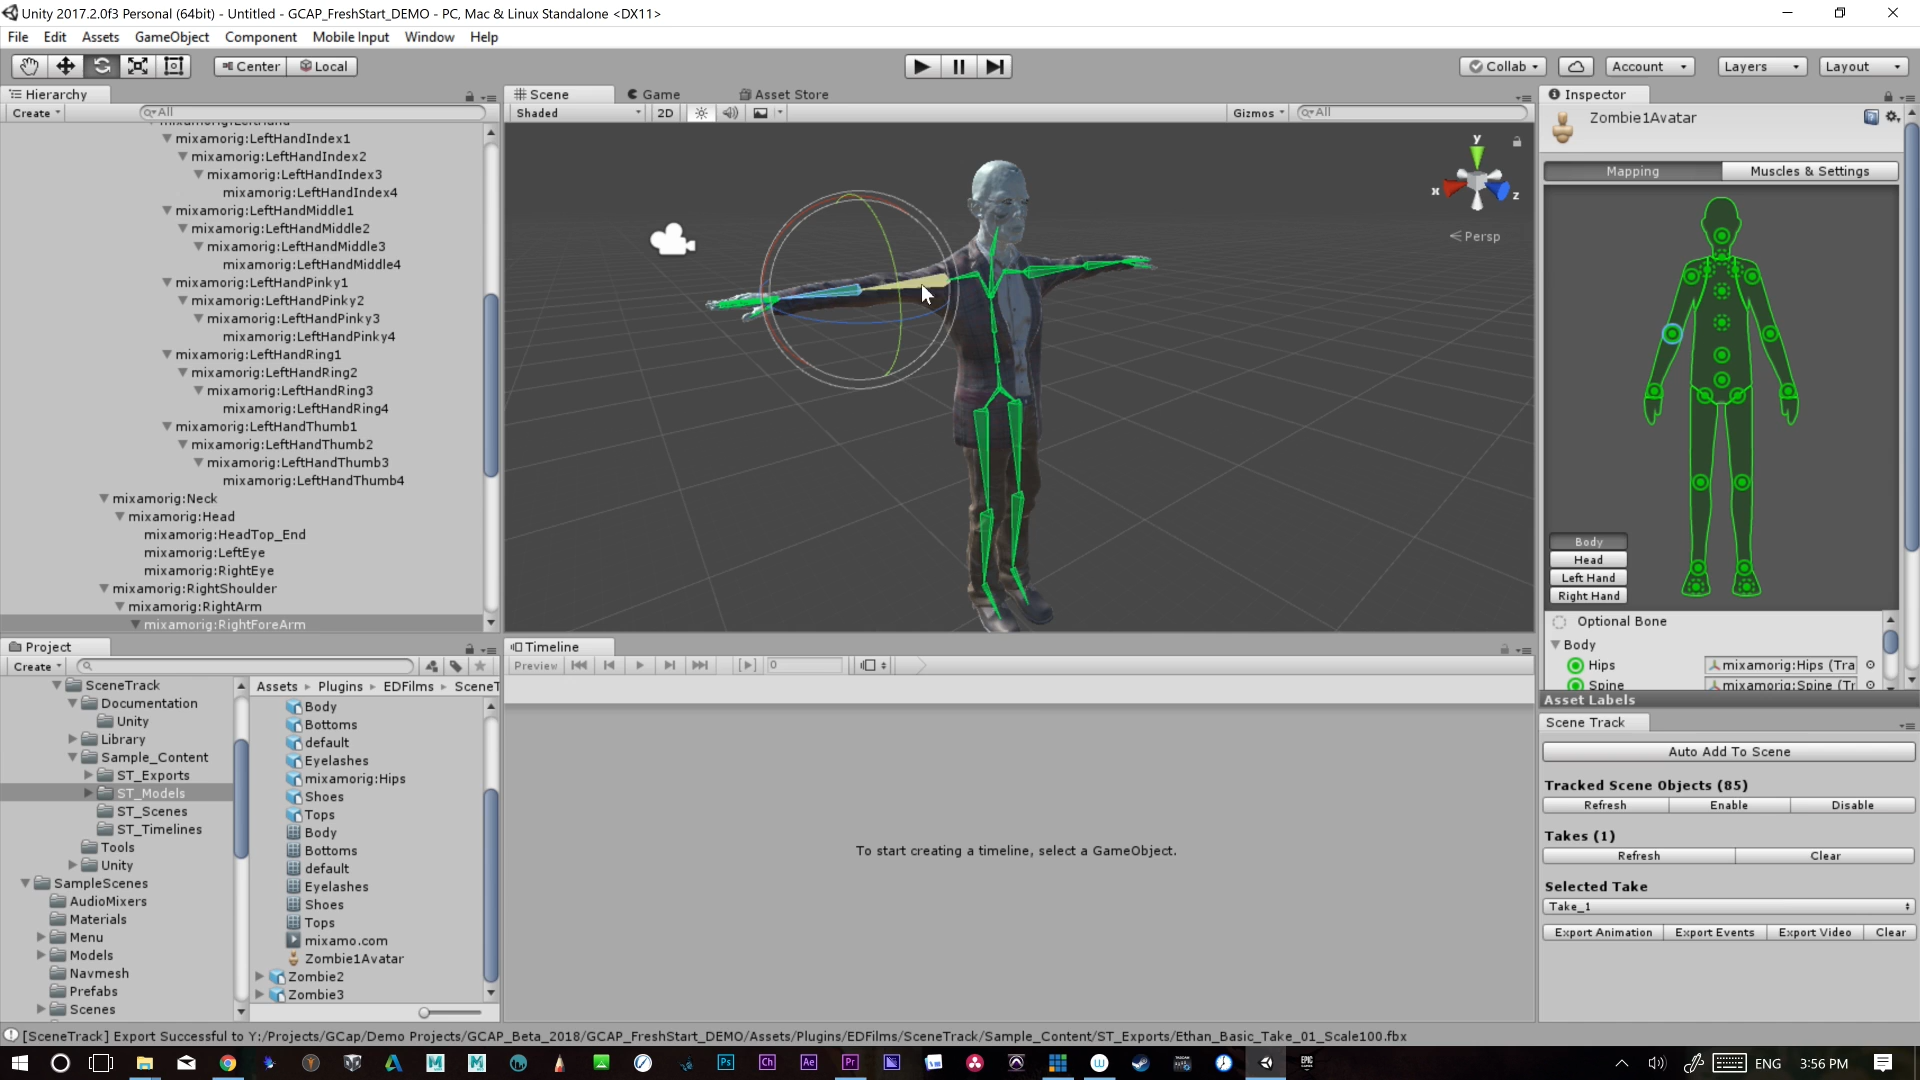 Unity 2017.2.0f3 Personal (64bit) - Untitled - GCAP_FreshStart_DEMO - PC, Mac & Linux Standalone <DX11>
File Edit Assets GameObject Component Mobile Input Window Help
Center Local Collab Account Layers Layout
Hierarchy
Create All
mixamorig:LeftHandIndex1
mixamorig:LeftHandIndex2
mixamorig:LeftHandIndex3
mixamorig:LeftHandIndex4
mixamorig:LeftHandMiddle1
mixamorig:LeftHandMiddle2
mixamorig:LeftHandMiddle3
mixamorig:LeftHandMiddle4
mixamorig:LeftHandPinky1
mixamorig:LeftHandPinky2
mixamorig:LeftHandPinky3
mixamorig:LeftHandPinky4
mixamorig:LeftHandRing1
mixamorig:LeftHandRing2
mixamorig:LeftHandRing3
mixamorig:LeftHandRing4
mixamorig:LeftHandThumb1
mixamorig:LeftHandThumb2
mixamorig:LeftHandThumb3
mixamorig:LeftHandThumb4
mixamorig:Neck
mixamorig:Head
mixamorig:HeadTop_End
mixamorig:LeftEye
mixamorig:RightEye
mixamorig:RightShoulder
mixamorig:RightArm
mixamorig:RightForeArm
Scene Game Asset Store
Shaded 2D Gizmos All
y
x
z
Persp
Inspector
Zombie1Avatar
Mapping Muscles & Settings
Body
Head
Left Hand
Right Hand
Optional Bone
Body
Hips mixamorig:Hips (Tra
Spine mixamorig:Spine (Tr
Asset Labels
Scene Track
Auto Add To Scene
Tracked Scene Objects (85)
Refresh Enable Disable
Takes (1)
Refresh Clear
Selected Take
Take_1
Export Animation Export Events Export Video Clear
Project
Create
SceneTrack
Documentation
Unity
Library
Sample_Content
ST_Exports
ST_Models
ST_Scenes
ST_Timelines
Tools
Unity
SampleScenes
AudioMixers
Materials
Menu
Models
Navmesh
Prefabs
Scenes
Assets Plugins EDFilms SceneT
Body
Bottoms
default
Eyelashes
mixamorig:Hips
Shoes
Tops
Body
Bottoms
default
Eyelashes
Shoes
Tops
mixamo.com
Zombie1Avatar
Zombie2
Zombie3
Timeline
Preview 0
To start creating a timeline, select a GameObject.
[SceneTrack] Export Successful to Y:/Projects/GCap/Demo Projects/GCAP_Beta_2018/GCAP_FreshStart_DEMO/Assets/Plugins/EDFilms/SceneTrack/Sample_Content/ST_Exports/Ethan_Basic_Take_01_Scale100.fbx
Ps Ch Ae Pr
ENG 3:56 PM